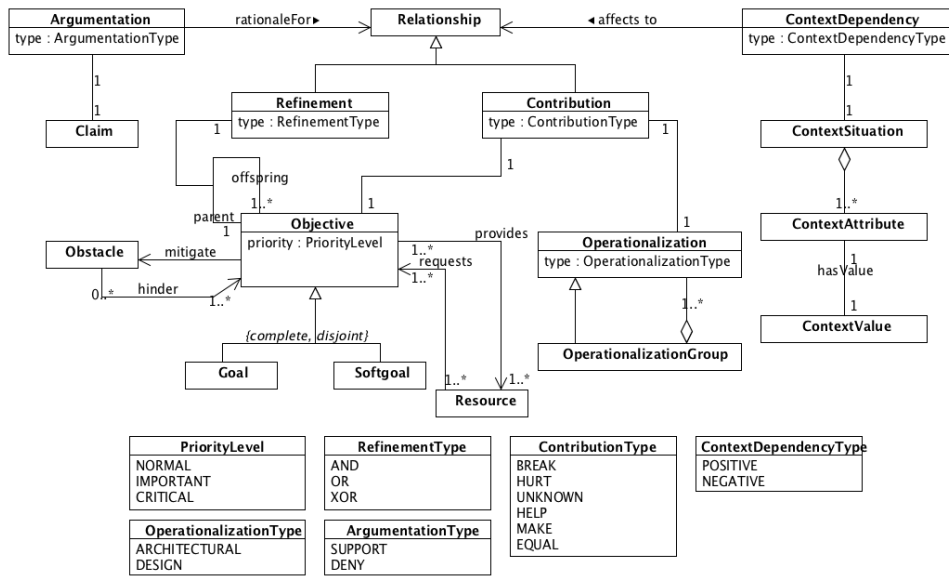 Argumentation
type : ArgumentationType
rationaleFor▸
Relationship
◂ affects to
ContextDependency
type : ContextDependencyType
1
1
Claim
Refinement
type : RefinementType
1
Contribution
type : ContributionType
1
1
1
1
ContextSituation
offspring
1..*
parent
1
1
1
1..*
Objective
priority : PriorityLevel
provides
1..*
requests
1..*
Operationalization
type : OperationalizationType
ContextAttribute
1
hasValue
1
ContextValue
Obstacle
mitigate
hinder
0..*
1..*
1..*
{complete, disjoint}
OperationalizationGroup
Goal
Softgoal
1..*
1..*
Resource
PriorityLevel
NORMAL
IMPORTANT
CRITICAL
RefinementType
AND
OR
XOR
ContributionType
BREAK
HURT
UNKNOWN
HELP
MAKE
EQUAL
ContextDependencyType
POSITIVE
NEGATIVE
OperationalizationType
ARCHITECTURAL
DESIGN
ArgumentationType
SUPPORT
DENY